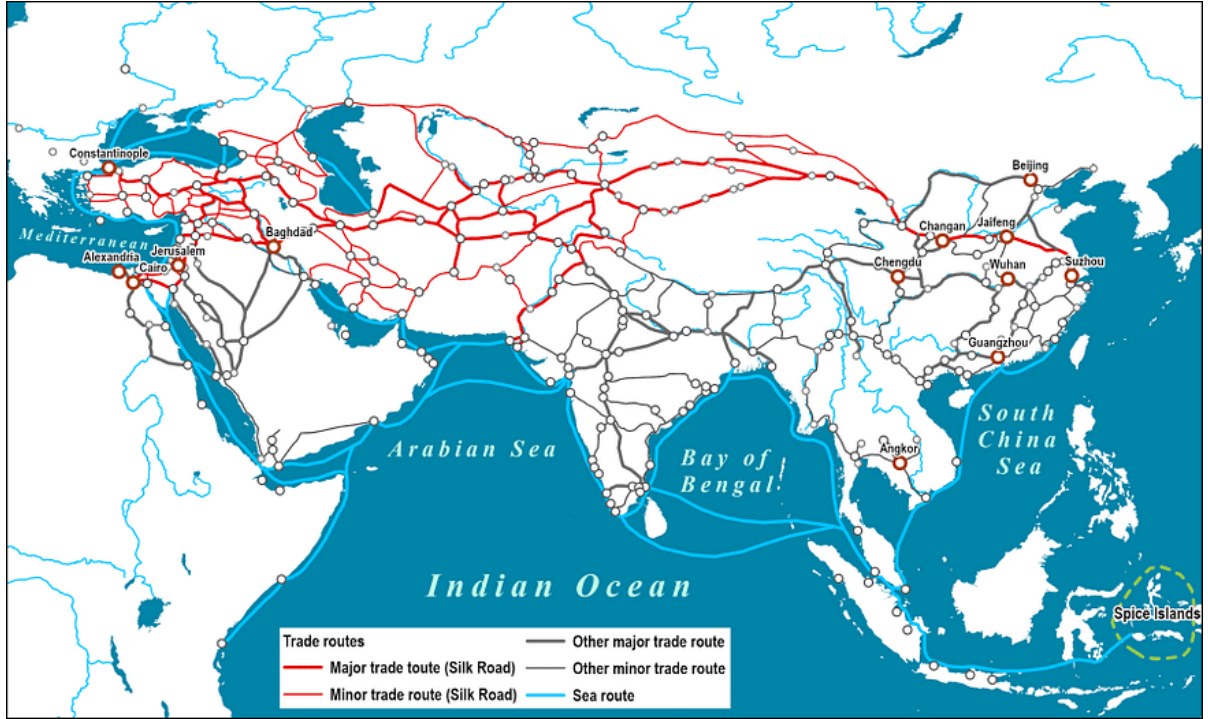 Constantinople
Beijing
Mediterranean
Baghdad
Changan
Jaifeng
Alexandria
Jerusalem
Cairo
Chengdu
Wuhan
Suzhou
Guangzhou
Arabian Sea
Bay of
Bengal
South
China
Sea
Angkor
Indian Ocean
Spice Islands
Trade routes
Major trade toute (Silk Road)
Minor trade route (Silk Road)
Other major trade route
Other minor trade route
Sea route